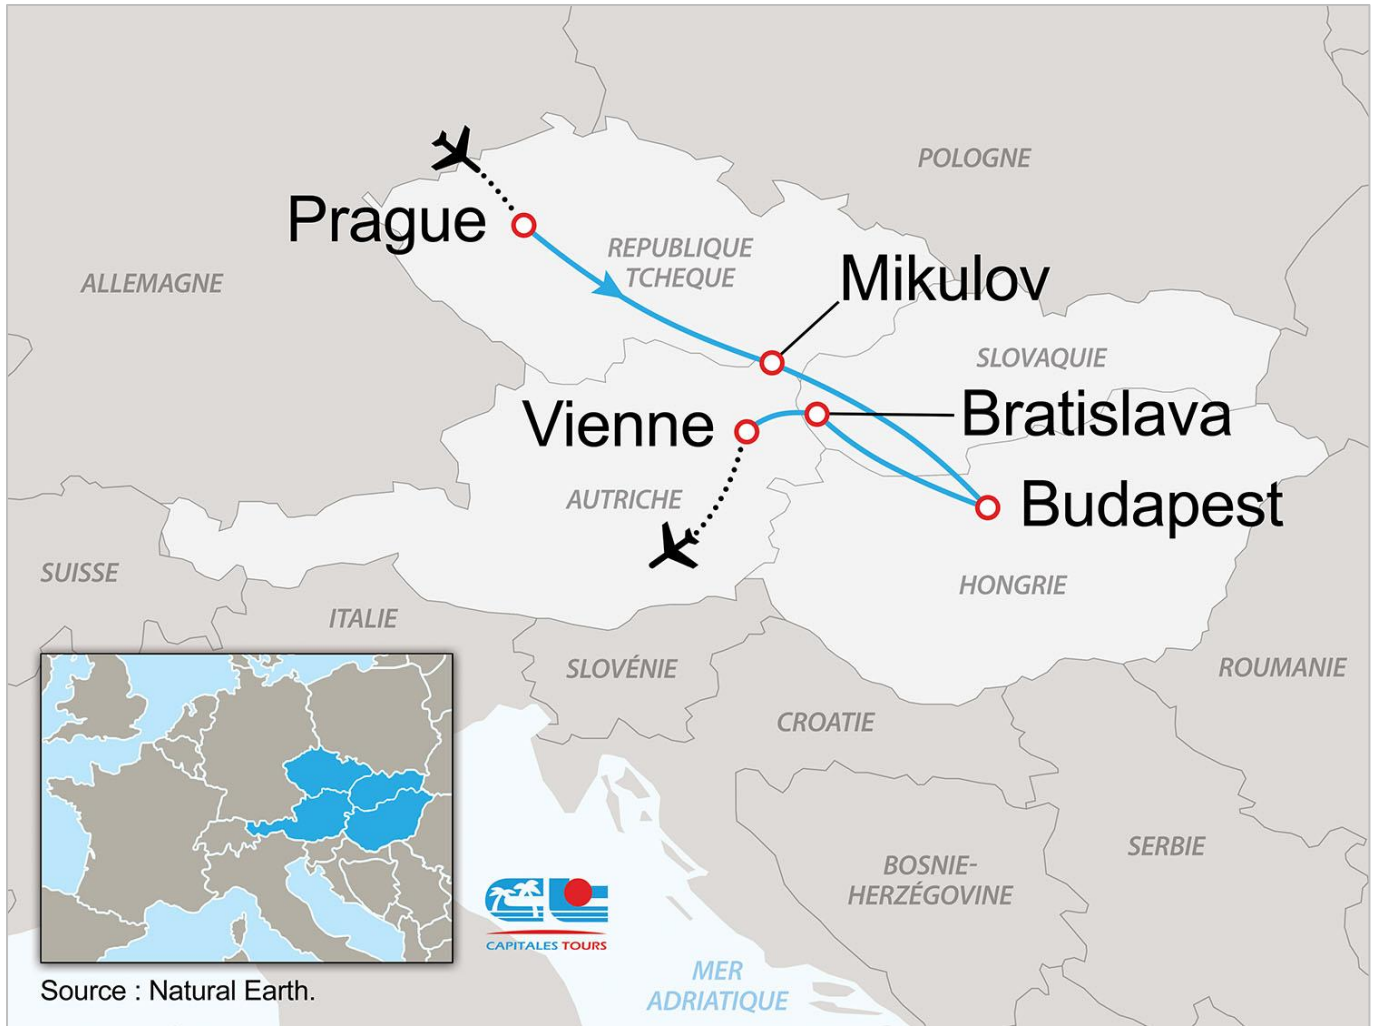 POLOGNE
Prague
REPUBLIQUE
TCHEQUE
Mikulov
ALLEMAGNE
SLOVAQUIE
Bratislava
Vienne
AUTRICHE
Budapest
SUISSE
HONGRIE
ITALIE
SLOVÉNIE
ROUMANIE
CROATIE
SERBIE
BOSNIE-
HERZÉGOVINE
CAPITALES TOURS
MER
ADRIATIQUE
Source : Natural Earth.